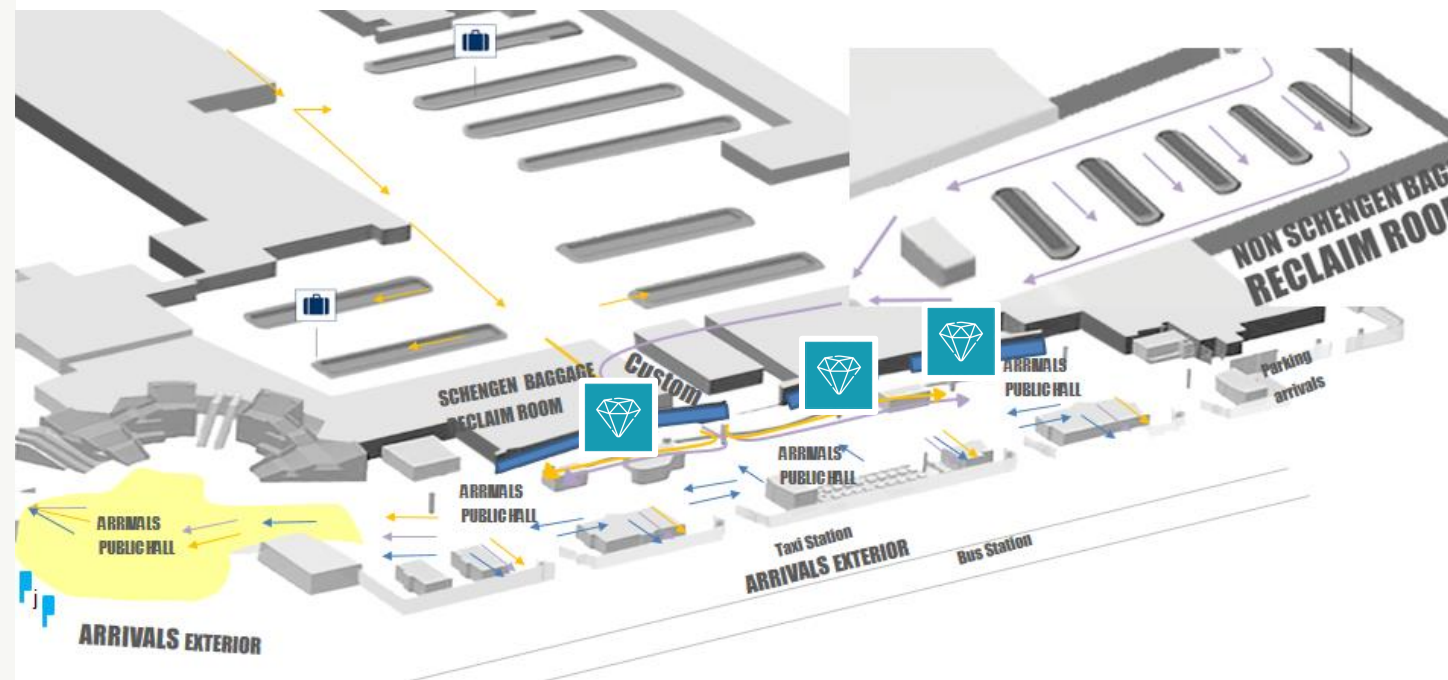 NON SCHENGEN BAG
RECLAIM ROO
SCHENGEN BAGGAGE
RECLAIM ROOM
Custom
ARRIVALS
PUBLIC HALL
Parking
arrivals
ARRIVALS
PUBLIC HALL
ARRIVALS
PUBLIC HALL
ARRIVALS
PUBLIC HALL
Taxi Station
ARRIVALS EXTERIOR
Bus Station
j
ARRIVALS EXTERIOR